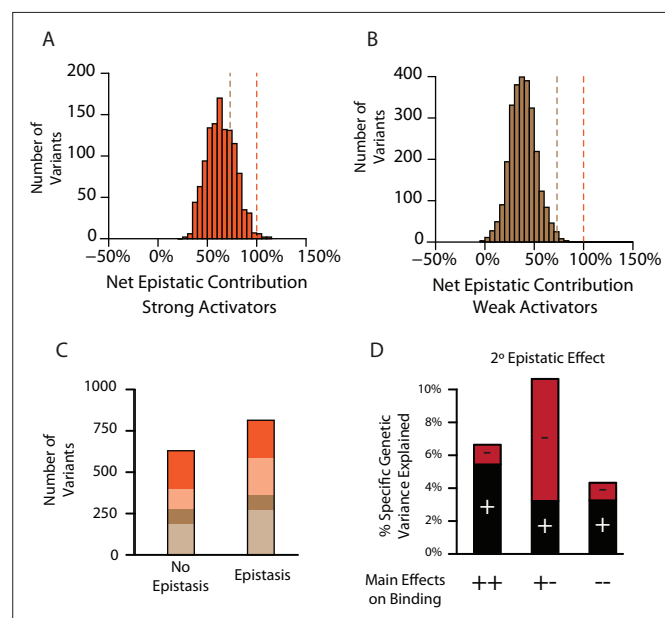 A
200
150
100
50
0
Number of
Variants
−50%
0%
50%
100%
150%
Net Epistatic Contribution
Strong Activators
B
400
300
200
100
0
Number of
Variants
−50%
0%
50%
100%
150%
Net Epistatic Contribution
Weak Activators
C
1000
750
500
250
0
Number of
Variants
No
Epistasis
Epistasis
D
2º Epistatic Effect
10%
8%
6%
4%
2%
0%
% Specific Genetic
Variance Explained
-
+
-
+
-
+
Main Effects
on Binding
++
+-
--